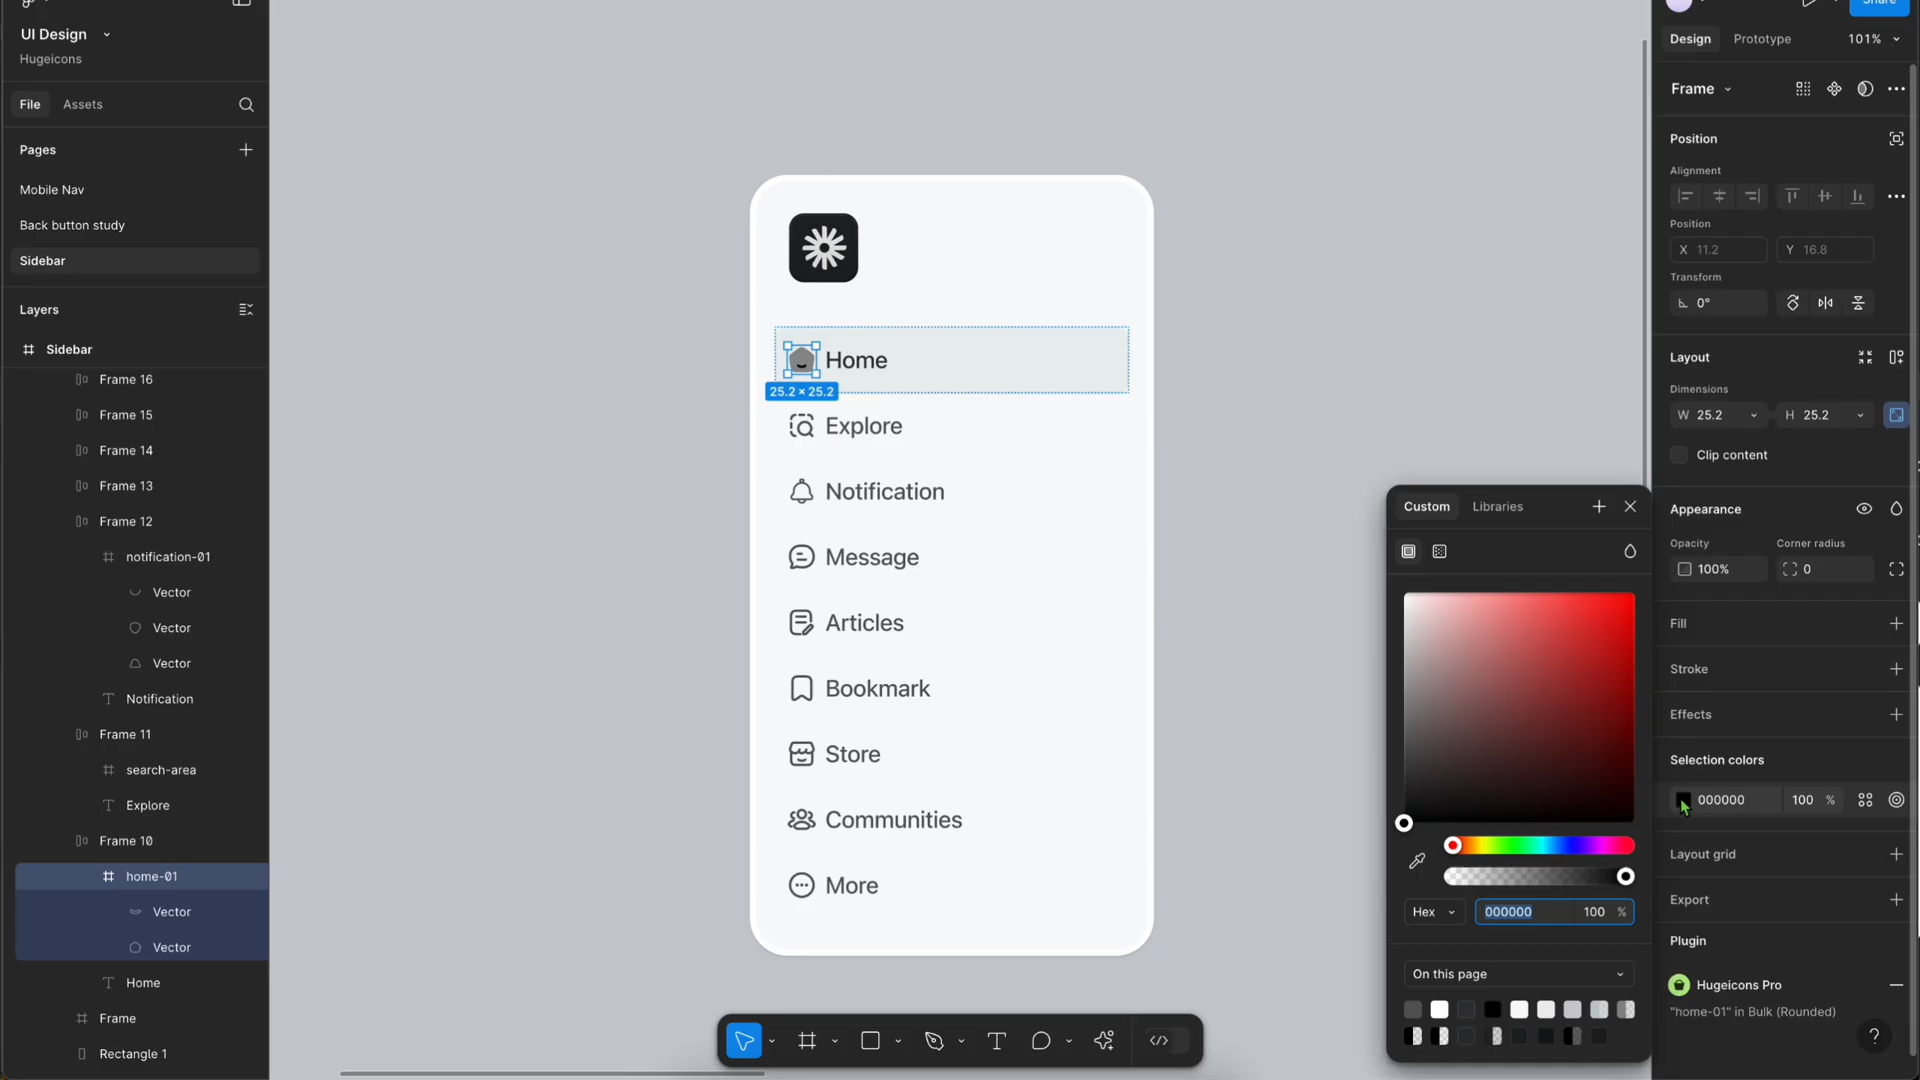 UI Design
Hugeicons
File Assets
Pages
Mobile Nav
Back button study
Sidebar
Layers
Sidebar
Frame 16
Frame 15
Frame 14
Frame 13
Frame 12
notification-01
Vector
Vector
Vector
Notification
Frame 11
search-area
Explore
Frame 10
home-01
Vector
Vector
Home
Frame
Rectangle 1
Home
25.2 × 25.2
Explore
Notification
Message
Articles
Bookmark
Store
Communities
More
Custom Libraries
Hex 000000 100 %
On this page
Share
Design Prototype 101%
Frame
Position
Alignment
Position
X 11.2 Y 16.8
Transform
0°
Layout
Dimensions
W 25.2 H 25.2
Clip content
Appearance
Opacity Corner radius
100% 0
Fill
Stroke
Effects
Selection colors
000000 100 %
Layout grid
Export
Plugin
Hugeicons Pro
"home-01" in Bulk (Rounded)
?